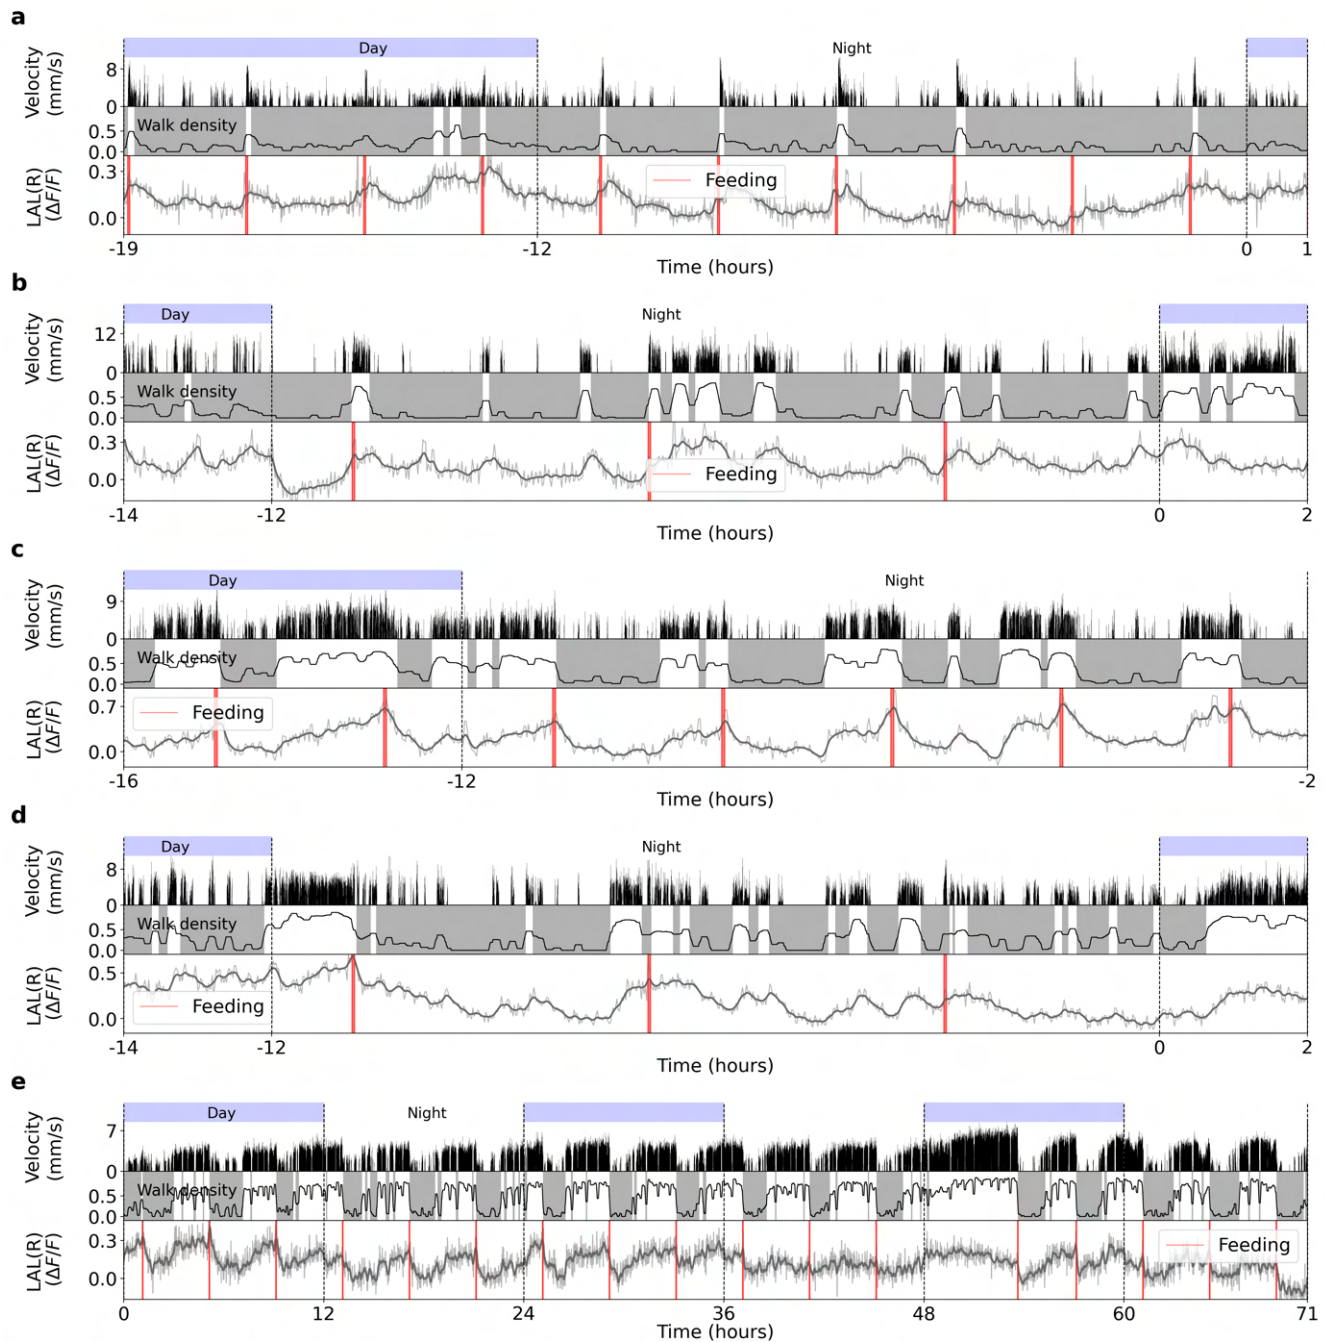 a
Day
Night
Velocity
(mm/s)
8
0
Walk density
0.5
0.0
LAL(R)
(ΔF/F)
0.3
0.0
Feeding
-19
-12
0
1
Time (hours)
b
Day
Night
Velocity
(mm/s)
12
0
Walk density
0.5
0.0
LAL(R)
(ΔF/F)
0.3
0.0
Feeding
-14
-12
0
2
Time (hours)
c
Day
Night
Velocity
(mm/s)
9
0
Walk density
0.5
0.0
LAL(R)
(ΔF/F)
0.7
0.0
Feeding
-16
-12
-2
Time (hours)
d
Day
Night
Velocity
(mm/s)
8
0
Walk density
0.5
0.0
LAL(R)
(ΔF/F)
0.5
0.0
Feeding
-14
-12
0
2
Time (hours)
e
Day
Night
Velocity
(mm/s)
7
0
Walk density
0.5
0.0
LAL(R)
(ΔF/F)
0.3
0.0
Feeding
0
12
24
36
48
60
71
Time (hours)